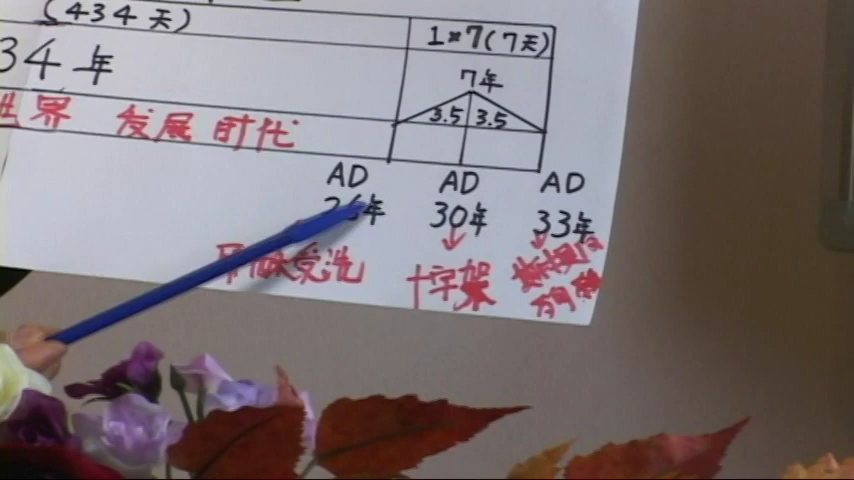 (434天)
1*7(7天)
34年
7年
3.5 3.5
世界 发展 时代
AD AD AD
26年 30年 33年
受洗 十字架